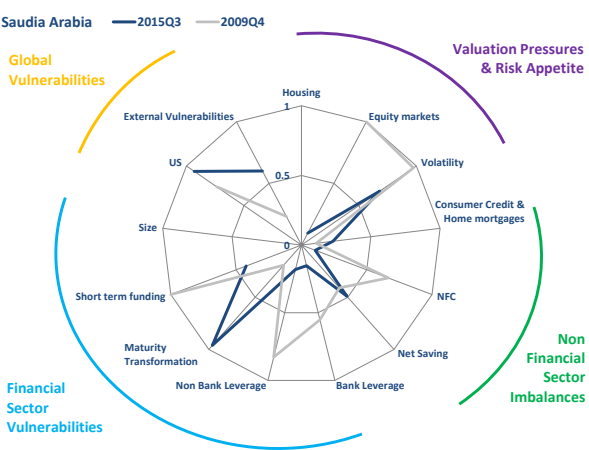 Saudia Arabia
2015Q3
2009Q4
Global
Vulnerabilities
Valuation Pressures
& Risk Appetite
Housing
1
External Vulnerabilities
Equity markets
US
Volatility
0.5
Consumer Credit &
Home mortgages
Size
0
Short term funding
NFC
Maturity
Transformation
Net Saving
Non Bank Leverage
Bank Leverage
Non
Financial
Sector
Imbalances
Financial
Sector
Vulnerabilities